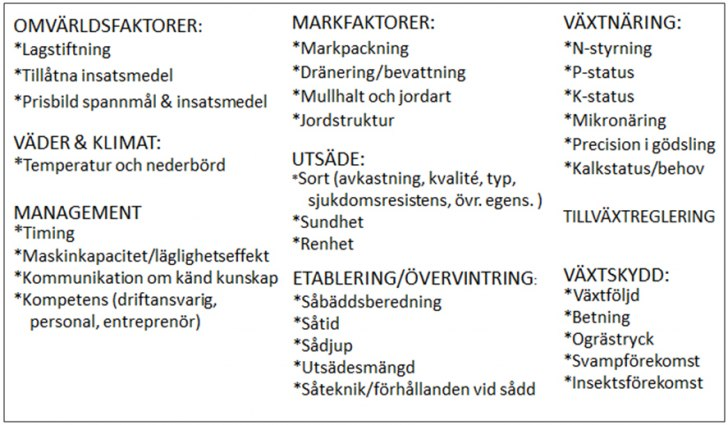 OMVÄRLDSFAKTORER:
*Lagstiftning
*Tillåtna insatsmedel
*Prisbild spannmål & insatsmedel
VÄDER & KLIMAT:
*Temperatur och nederbörd
MANAGEMENT
*Timing
*Maskinkapacitet/läglighetseffekt
*Kommunikation om känd kunskap
*Kompetens (driftansvarig,
personal, entreprenör)
MARKFAKTORER:
*Markpackning
*Dränering/bevattning
*Mullhalt och jordart
*Jordstruktur
UTSÄDE:
*Sort (avkastning, kvalité, typ,
sjukdomsresistens, övr. egens. )
*Sundhet
*Renhet
ETABLERING/ÖVERVINTRING:
*Såbäddsberedning
*Såtid
*Sådjup
*Utsädesmängd
*Såteknik/förhållanden vid sådd
VÄXTNÄRING:
*N-styrning
*P-status
*K-status
*Mikronäring
*Precision i gödsling
*Kalkstatus/behov
TILLVÄXTREGLERING
VÄXTSKYDD:
*Växtföljd
*Betning
*Ogrästryck
*Svampförekomst
*Insektsförekomst